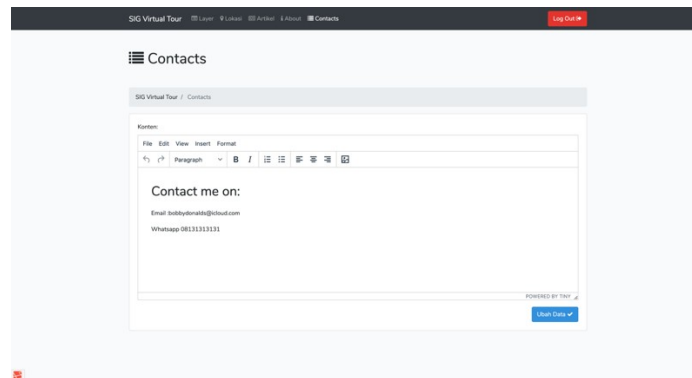 SIG Virtual Tour Layer Lokasi Artikel About Contacts Log Out
Contacts
SIG Virtual Tour / Contacts
Konten:
File Edit View Insert Format
Paragraph B I
Contact me on:
Email :bobbydonalds@icloud.com
Whatsapp 08131313131
POWERED BY TINY
Ubah Data